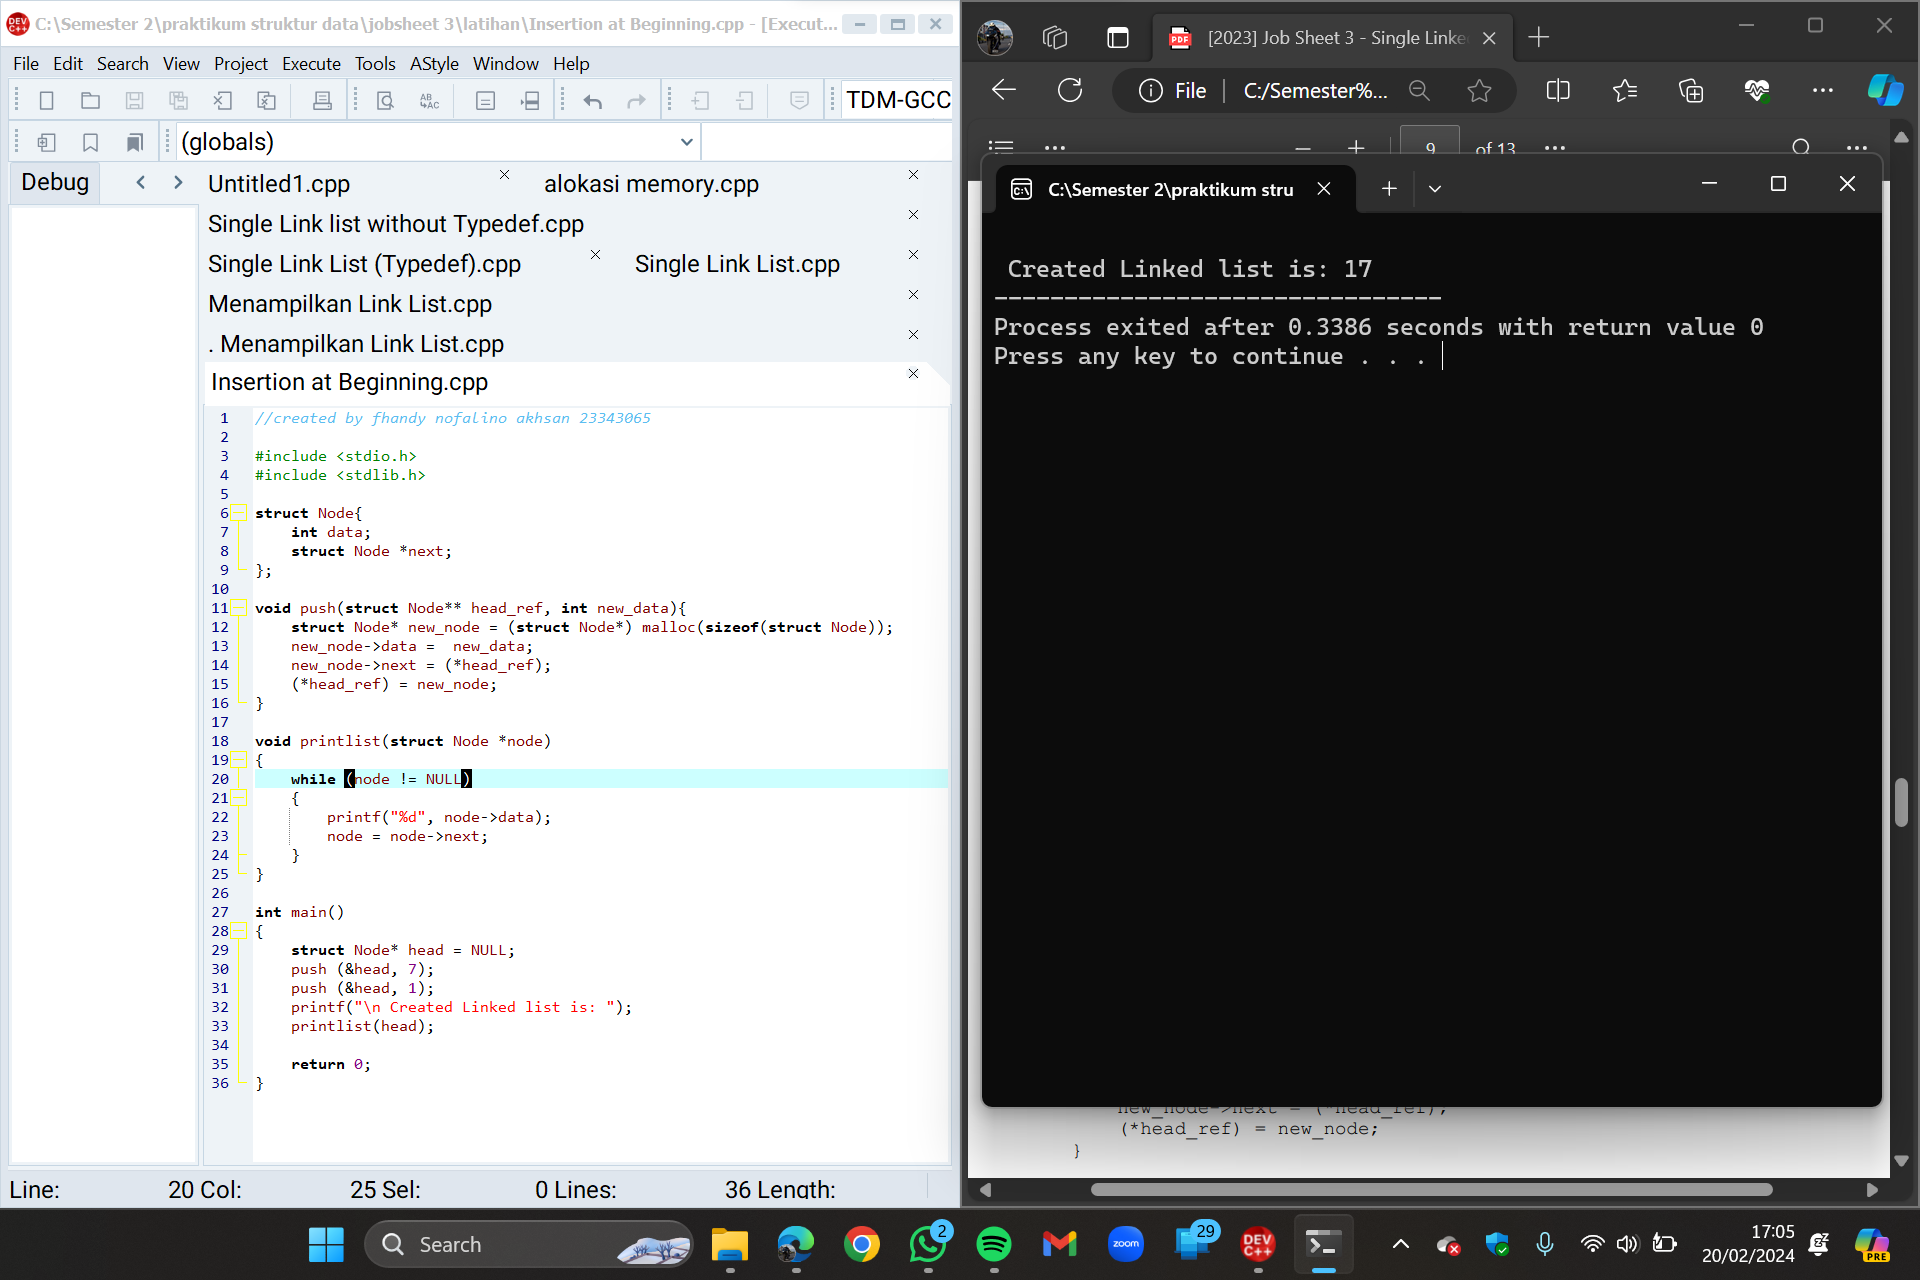 C:\Semester 2\praktikum struktur data\jobsheet 3\latihan\Insertion at Beginning.cpp - [Execut...
File Edit Search View Project Execute Tools AStyle Window Help
TDM-GCC
(globals)
Debug
Untitled1.cpp
alokasi memory.cpp
Single Link list without Typedef.cpp
Single Link List (Typedef).cpp
Single Link List.cpp
Menampilkan Link List.cpp
. Menampilkan Link List.cpp
Insertion at Beginning.cpp
1 //created by fhandy nofalino akhsan 23343065
2
3 #include <stdio.h>
4 #include <stdlib.h>
5
6 struct Node{
7 int data;
8 struct Node *next;
9 };
10
11 void push(struct Node** head_ref, int new_data){
12 struct Node* new_node = (struct Node*) malloc(sizeof(struct Node));
13 new_node->data =  new_data;
14 new_node->next = (*head_ref);
15 (*head_ref) = new_node;
16 }
17
18 void printlist(struct Node *node)
19 {
20 while (node != NULL)
21 {
22 printf("%d", node->data);
23 node = node->next;
24 }
25 }
26
27 int main()
28 {
29 struct Node* head = NULL;
30 push (&head, 7);
31 push (&head, 1);
32 printf("\n Created Linked list is: ");
33 printlist(head);
34
35 return 0;
36 }
Line: 20 Col: 25 Sel: 0 Lines: 36 Length:
[2023] Job Sheet 3 - Single Linke
File C:/Semester%...
9 of 13
C:\Semester 2\praktikum stru
Created Linked list is: 17
--------------------------------
Process exited after 0.3386 seconds with return value 0
Press any key to continue . . .
new_node->next = (*head_ref);
(*head_ref) = new_node;
}
Search
2
zoom
29
DEV C++
17:05
20/02/2024
PRE